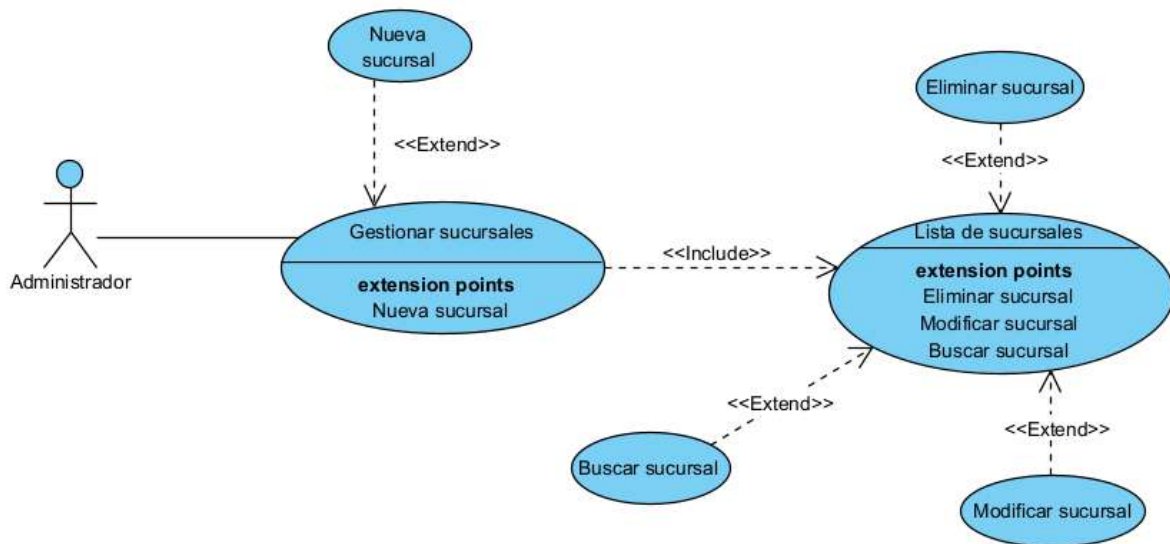 Nueva
sucursal
Eliminar sucursal
<<Extend>>
<<Extend>>
Gestionar sucursales
extension points
Nueva sucursal
Administrador
<<Include>>
Lista de sucursales
extension points
Eliminar sucursal
Modificar sucursal
Buscar sucursal
<<Extend>>
<<Extend>>
Buscar sucursal
Modificar sucursal